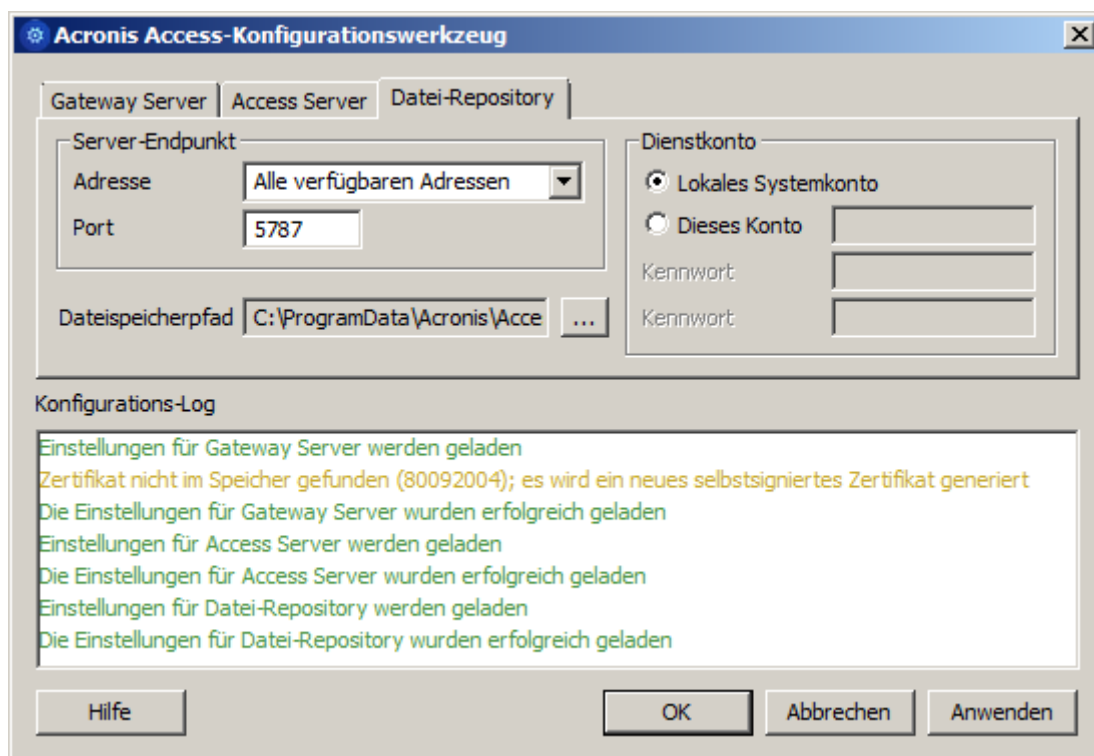 Acronis Access-Konfigurationswerkzeug
Gateway Server
Access Server
Datei-Repository
Server-Endpunkt
Adresse
Alle verfügbaren Adressen
Port
5787
Dateispeicherpfad
C:\ProgramData\Acronis\Acce
...
Dienstkonto
Lokales Systemkonto
Dieses Konto
Kennwort
Kennwort
Konfigurations-Log
Einstellungen für Gateway Server werden geladen
Zertifikat nicht im Speicher gefunden (80092004); es wird ein neues selbstsigniertes Zertifikat generiert
Die Einstellungen für Gateway Server wurden erfolgreich geladen
Einstellungen für Access Server werden geladen
Die Einstellungen für Access Server wurden erfolgreich geladen
Einstellungen für Datei-Repository werden geladen
Die Einstellungen für Datei-Repository wurden erfolgreich geladen
Hilfe
OK
Abbrechen
Anwenden